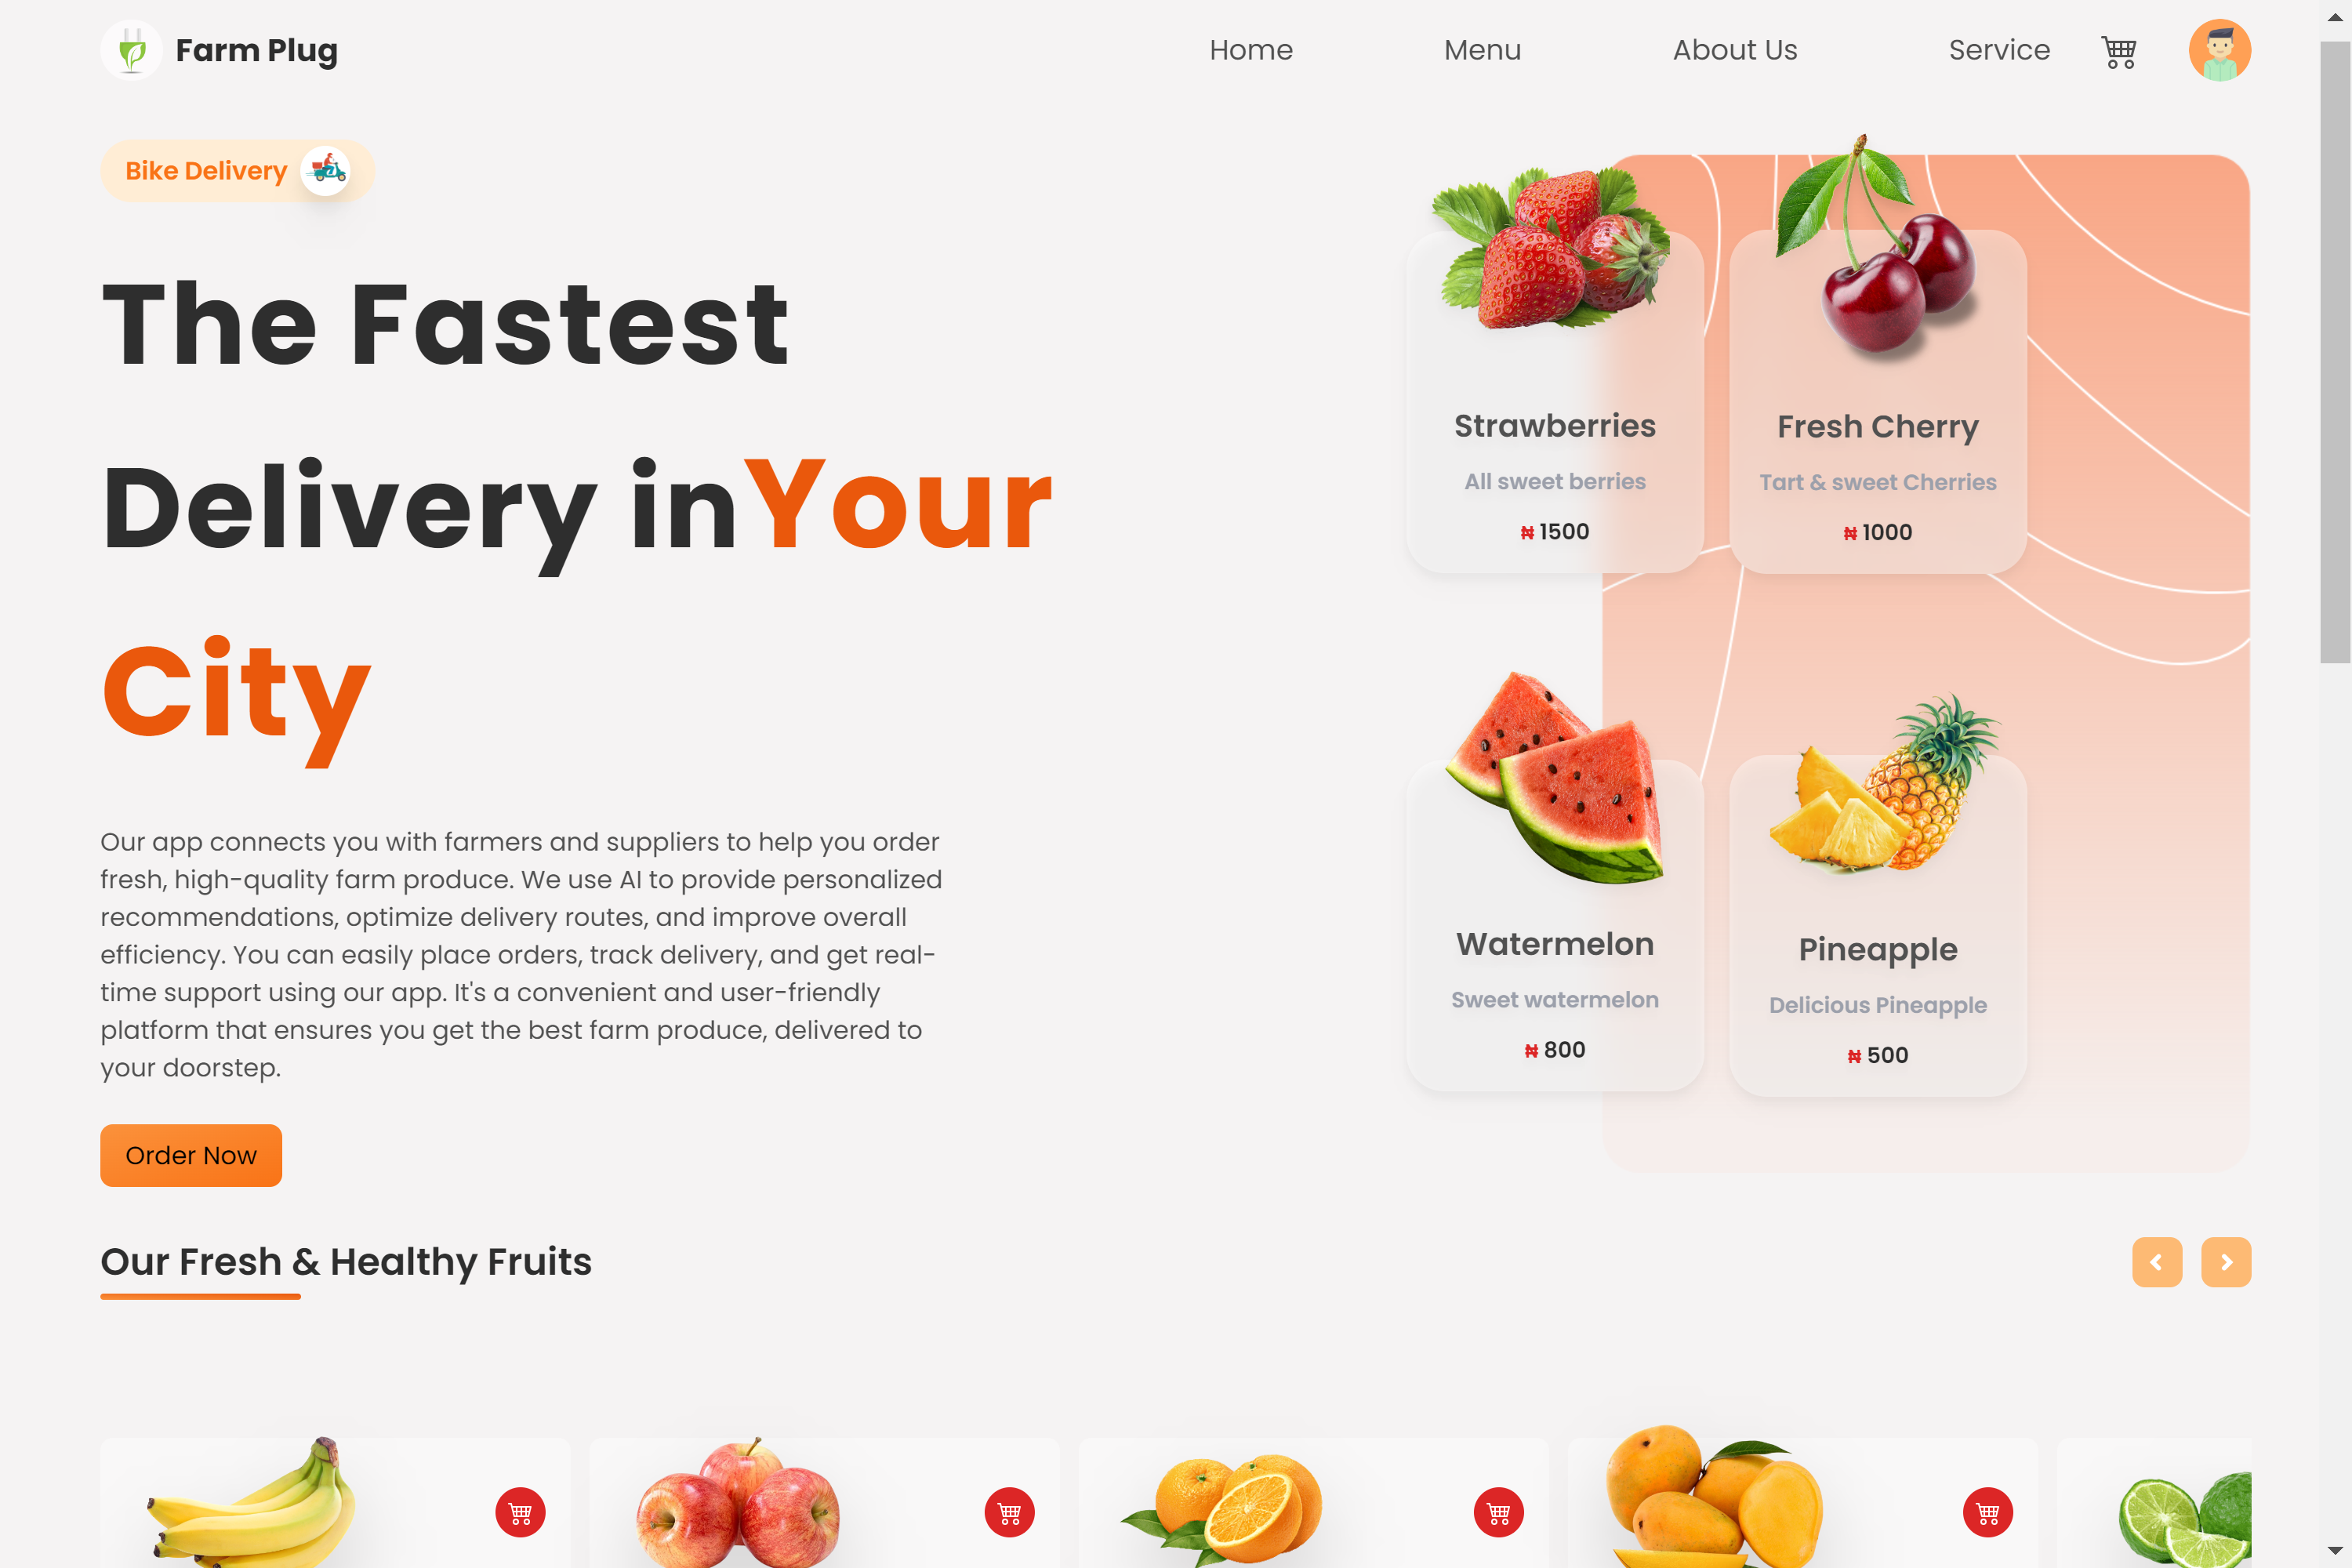 Farm Plug
Home
Menu
About Us
Service
Bike Delivery
The Fastest
Delivery inYour
City
Our app connects you with farmers and suppliers to help you order
fresh, high-quality farm produce. We use AI to provide personalized
recommendations, optimize delivery routes, and improve overall
efficiency. You can easily place orders, track delivery, and get real-
time support using our app. It's a convenient and user-friendly
platform that ensures you get the best farm produce, delivered to
your doorstep.
Order Now
Strawberries
All sweet berries
₦ 1500
Fresh Cherry
Tart & sweet Cherries
₦ 1000
Watermelon
Sweet watermelon
₦ 800
Pineapple
Delicious Pineapple
₦ 500
Our Fresh & Healthy Fruits